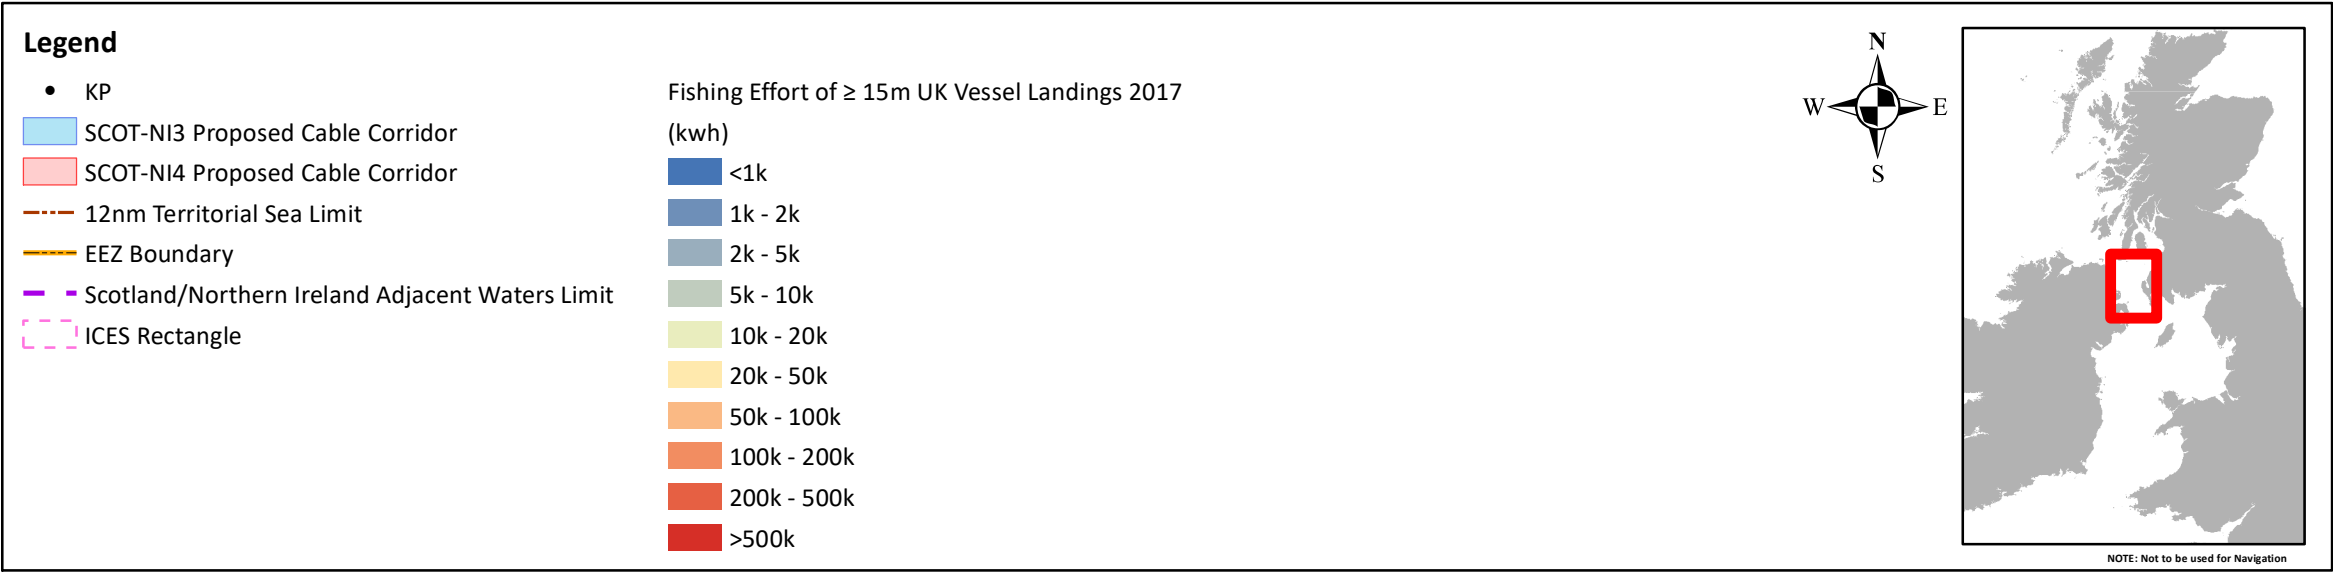 Legend
KP
SCOT-NI3 Proposed Cable Corridor
SCOT-NI4 Proposed Cable Corridor
12nm Territorial Sea Limit
EEZ Boundary
Scotland/Northern Ireland Adjacent Waters Limit
ICES Rectangle
Fishing Effort of ≥ 15m UK Vessel Landings 2017
(kwh)
<1k
1k - 2k
2k - 5k
5k - 10k
10k - 20k
20k - 50k
50k - 100k
100k - 200k
200k - 500k
>500k
N
W E
S
NOTE: Not to be used for Navigation